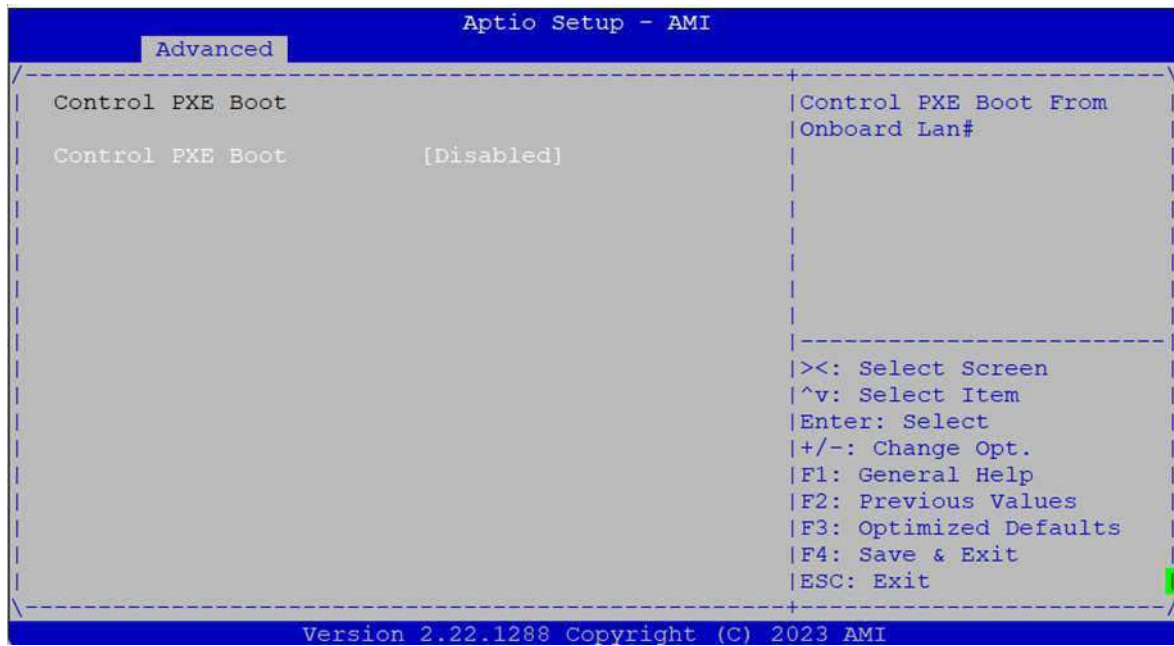 Aptio Setup - AMI
Advanced
Control PXE Boot
Control PXE Boot [Disabled]
Control PXE Boot From
Onboard Lan#
><: Select Screen
^v: Select Item
Enter: Select
+/-: Change Opt.
F1: General Help
F2: Previous Values
F3: Optimized Defaults
F4: Save & Exit
ESC: Exit
Version 2.22.1288 Copyright (C) 2023 AMI